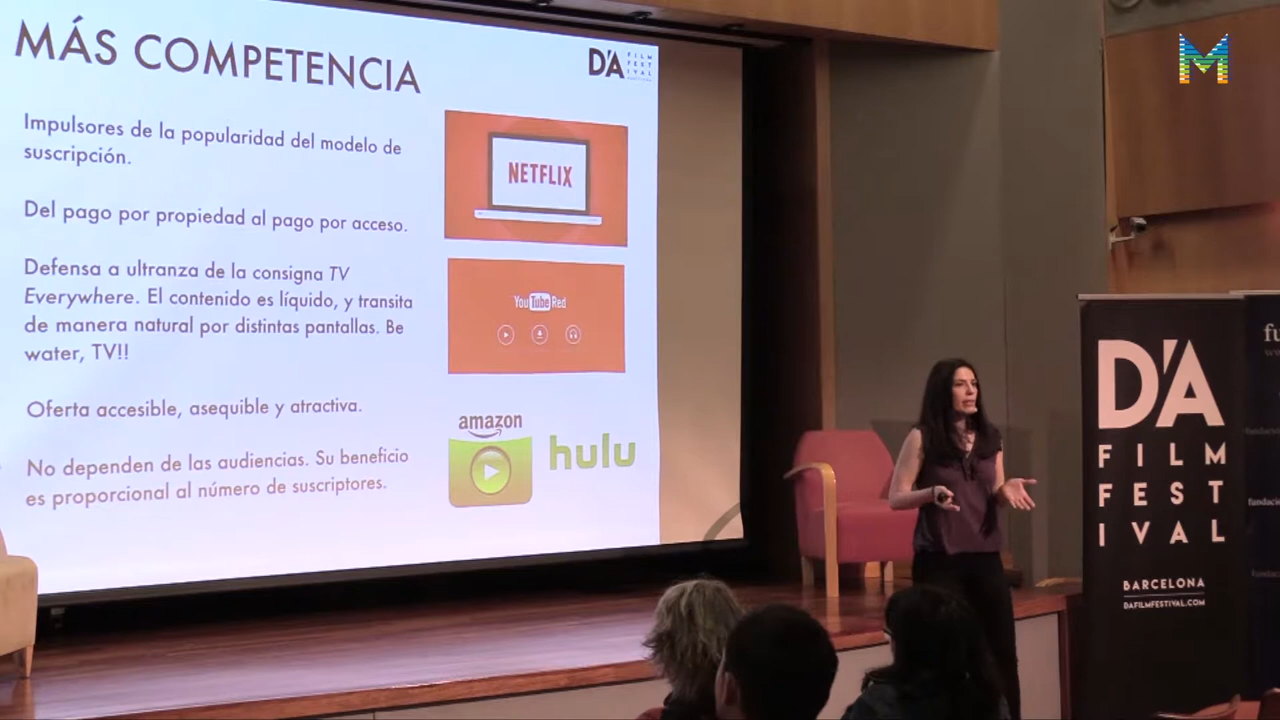 MÁS COMPETENCIA
D'A FILM
FEST
IVAL
Impulsores de la popularidad del modelo de
suscripción.
Del pago por propiedad al pago por acceso.
Defensa a ultranza de la consigna TV
Everywhere. El contenido es líquido, y transita
de manera natural por distintas pantallas. Be
water, TV!!
Oferta accesible, asequible y atractiva.
No dependen de las audiencias. Su beneficio
es proporcional al número de suscriptores.
NETFLIX
YouTube Red
amazon
hulu
M
D'A
FILM
FEST
IVAL
BARCELONA
DAFILMFESTIVAL.COM